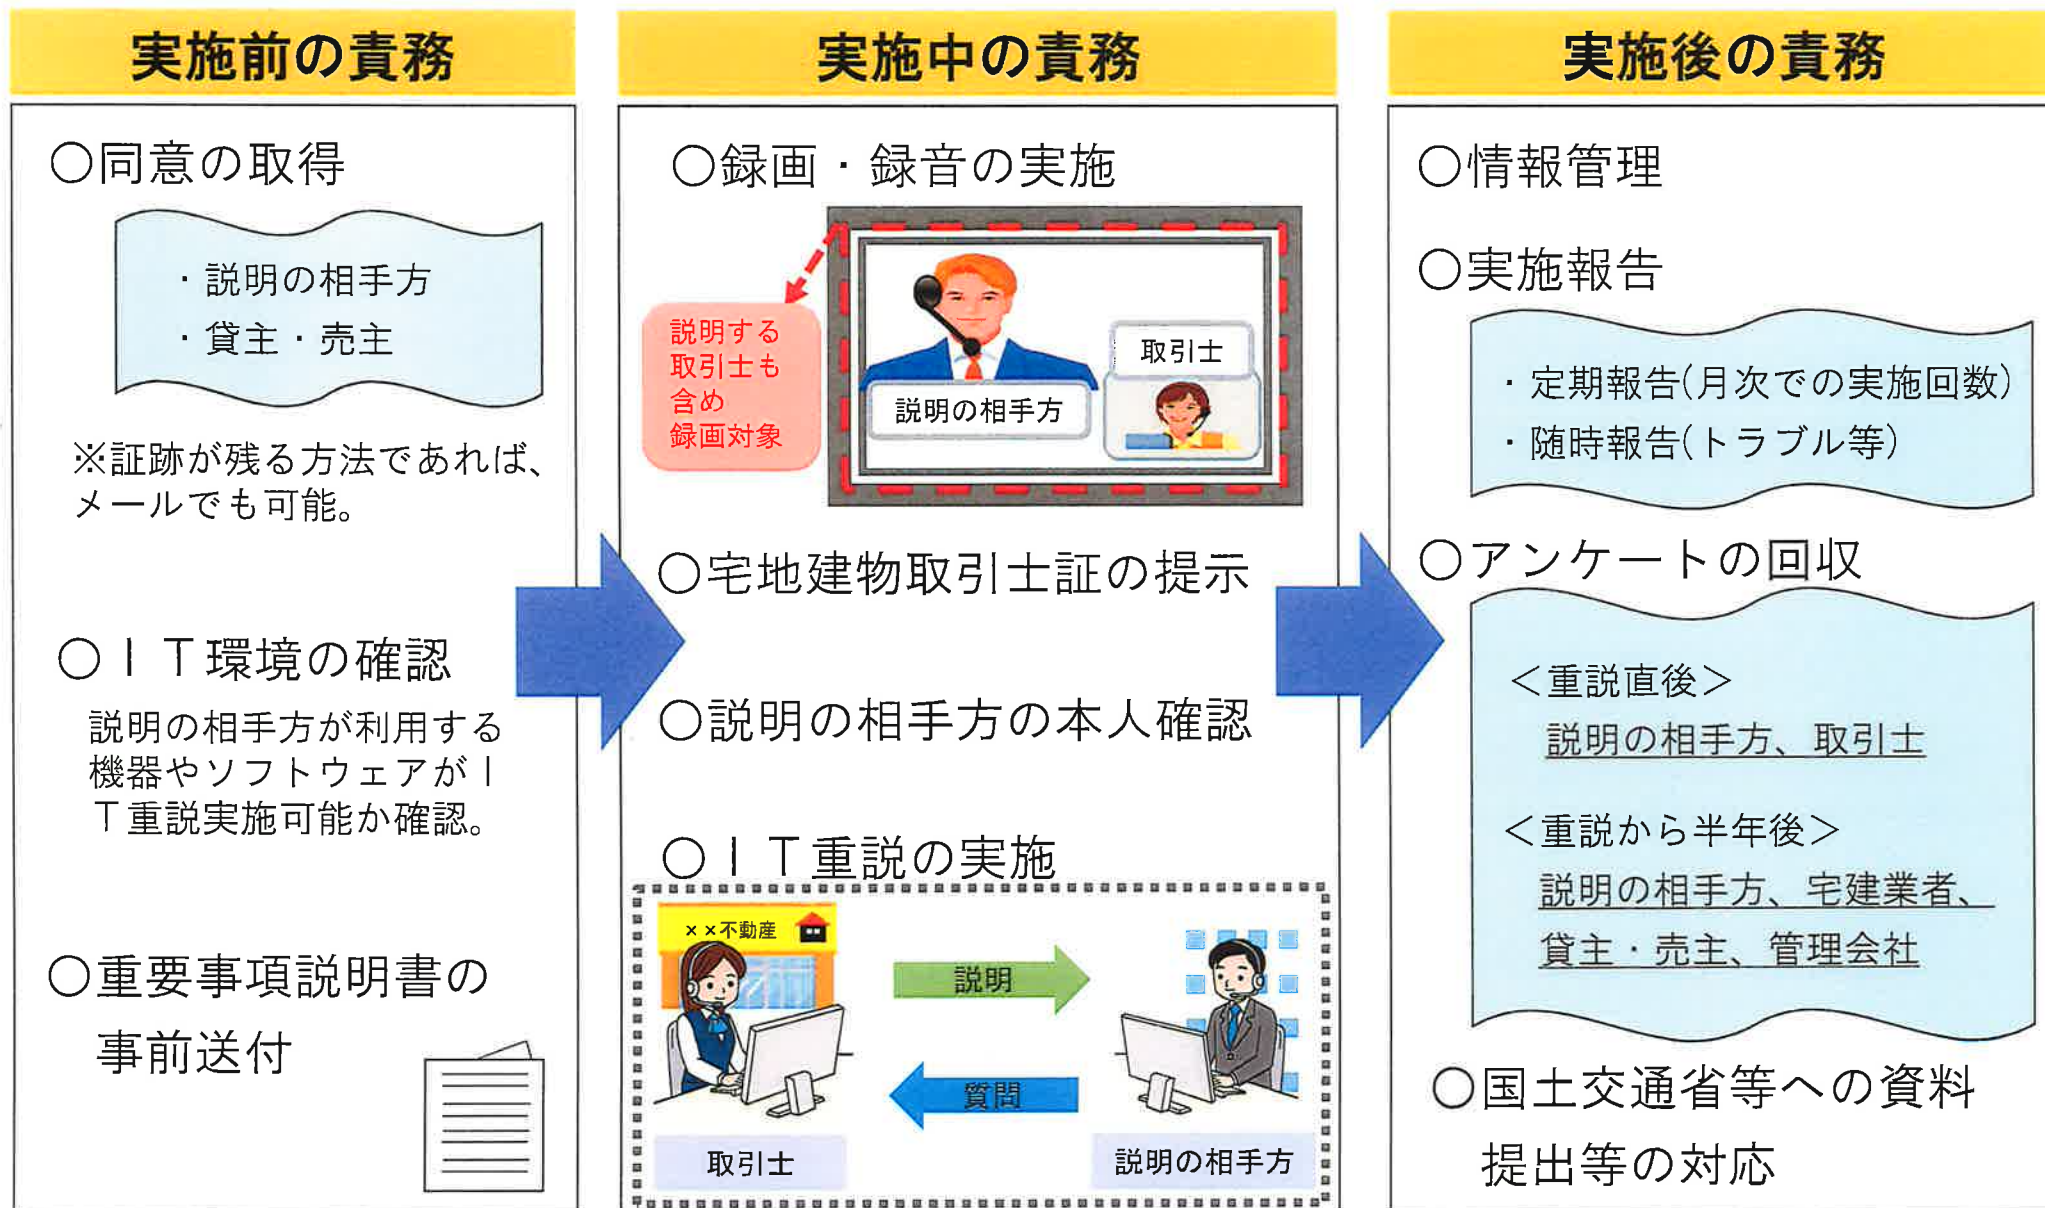 実施前の責務
○同意の取得
・説明の相手方
・貸主・売主
※証跡が残る方法であれば、
メールでも可能。
○ＩＴ環境の確認
説明の相手方が利用する
機器やソフトウェアがＩ
Ｔ重説実施可能か確認。
○重要事項説明書の
事前送付
実施中の責務
○録画・録音の実施
説明する
取引士も
含め
録画対象
説明の相手方
取引士
○宅地建物取引士証の提示
○説明の相手方の本人確認
○ＩＴ重説の実施
××不動産
説明
質問
取引士
説明の相手方
実施後の責務
○情報管理
○実施報告
・定期報告(月次での実施回数)
・随時報告(トラブル等)
○アンケートの回収
＜重説直後＞
説明の相手方、取引士
＜重説から半年後＞
説明の相手方、宅建業者、
貸主・売主、管理会社
○国土交通省等への資料
提出等の対応